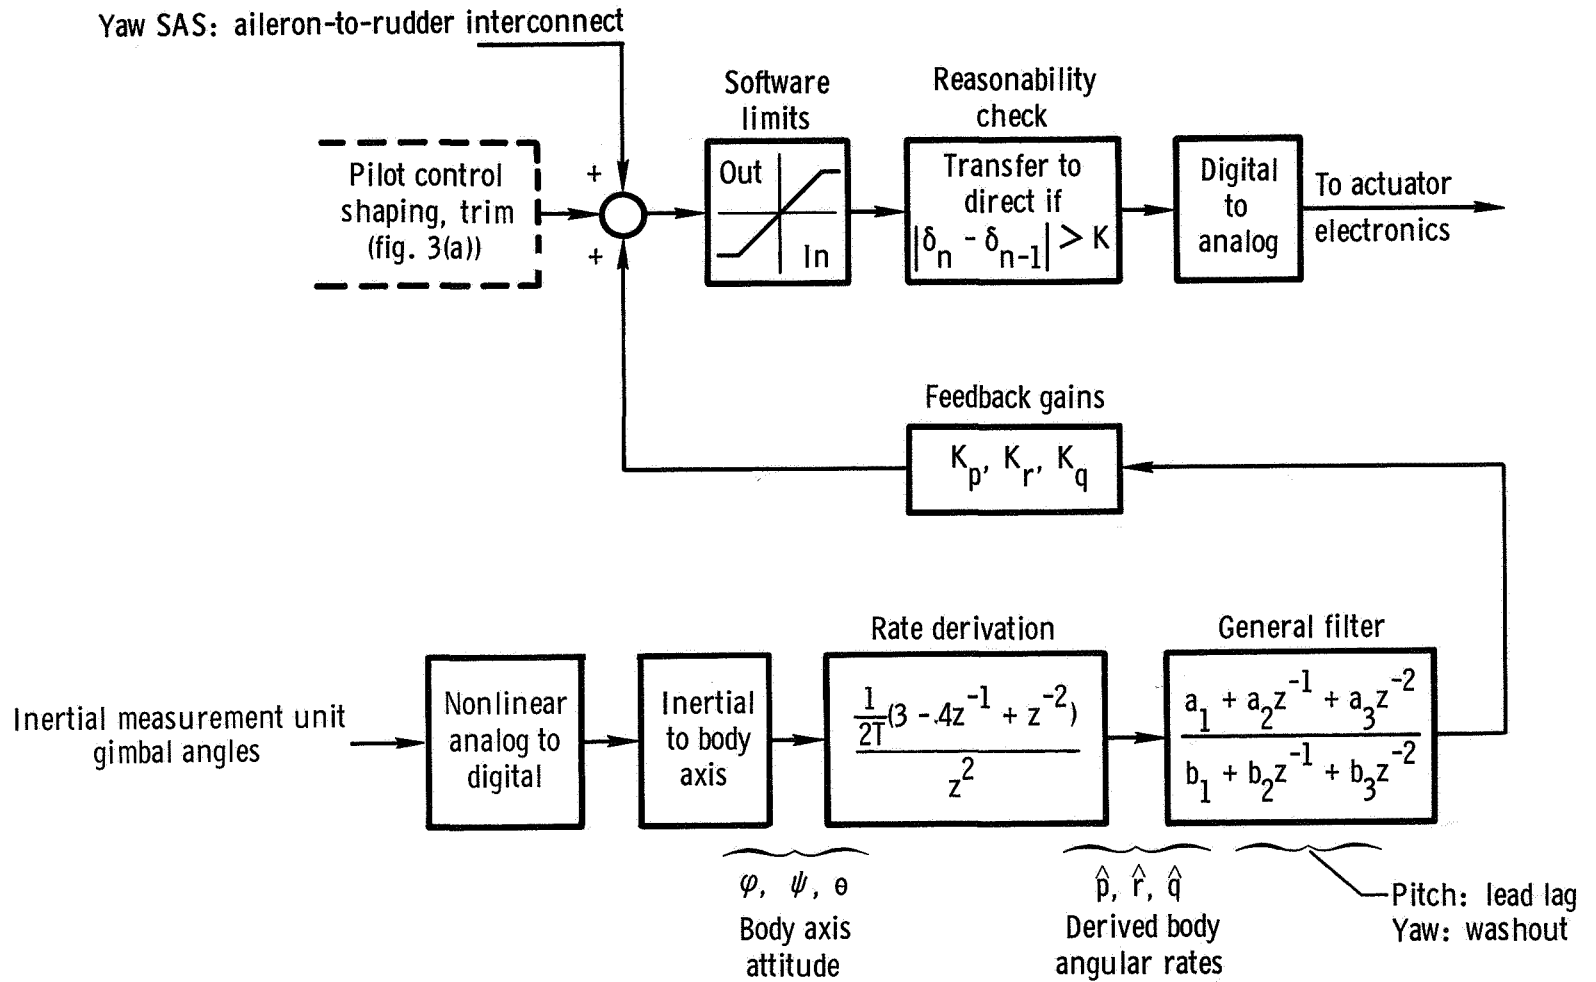 Yaw SAS: aileron-to-rudder interconnect
Software
limits
Reasonability
check
Pilot control
shaping, trim
(fig. 3(a))
+
+
Out
In
Transfer to
direct if
|δn - δn-1| > K
Digital
to
analog
To actuator
electronics
Feedback gains
Kp, Kr, Kq
Rate derivation
General filter
Inertial measurement unit
gimbal angles
Nonlinear
analog to
digital
Inertial
to body
axis
1/2T (3 - .4z^-1 + z^-2)
z^2
a1 + a2z^-1 + a3z^-2
b1 + b2z^-1 + b3z^-2
φ, ψ, θ
Body axis
attitude
p̂, r̂, q̂
Derived body
angular rates
Pitch: lead lag
Yaw: washout